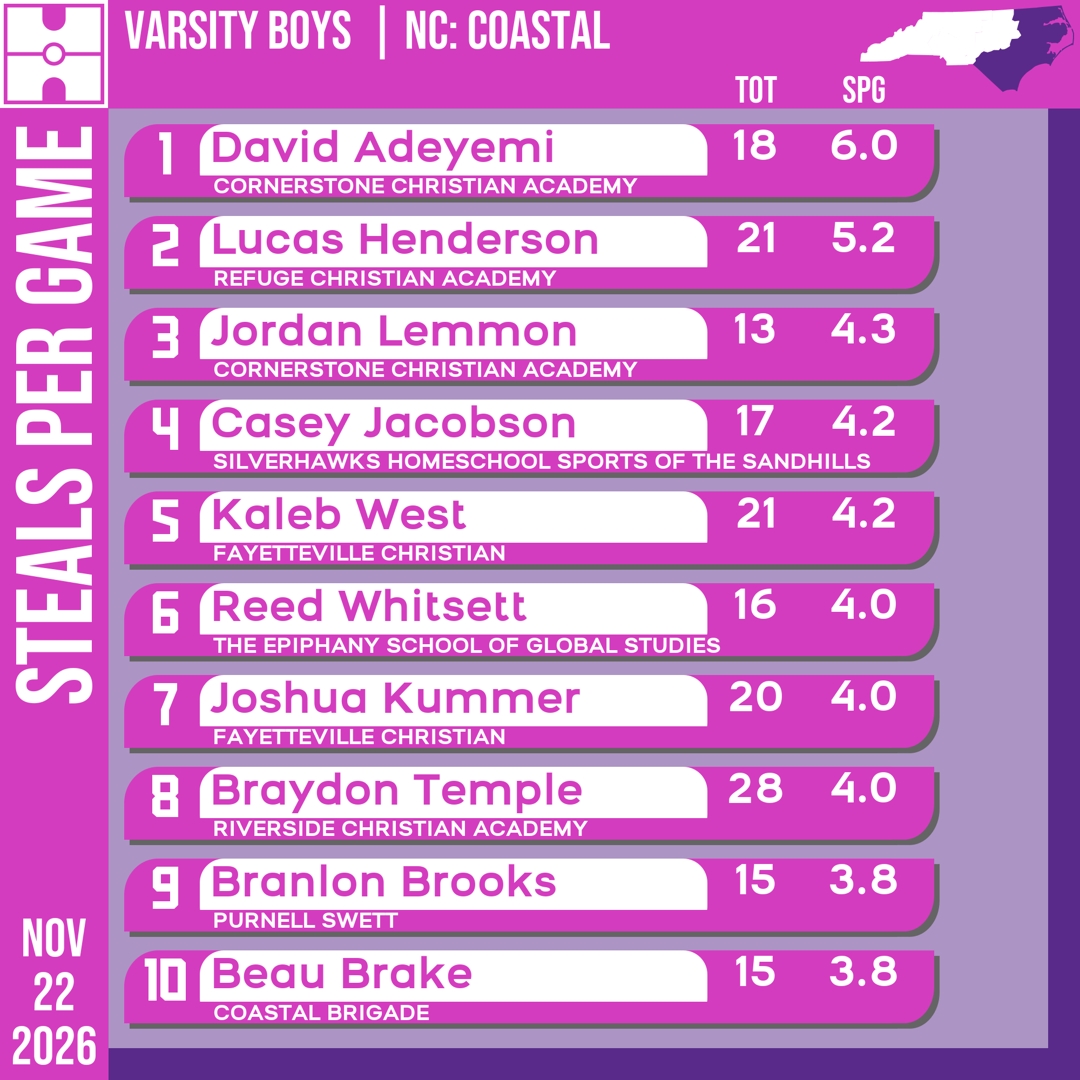 VARSITY BOYS | NC: COASTAL
TOT SPG
STEALS PER GAME
1 David Adeyemi 18 6.0
CORNERSTONE CHRISTIAN ACADEMY
2 Lucas Henderson 21 5.2
REFUGE CHRISTIAN ACADEMY
3 Jordan Lemmon 13 4.3
CORNERSTONE CHRISTIAN ACADEMY
4 Casey Jacobson 17 4.2
SILVERHAWKS HOMESCHOOL SPORTS OF THE SANDHILLS
5 Kaleb West 21 4.2
FAYETTEVILLE CHRISTIAN
6 Reed Whitsett 16 4.0
THE EPIPHANY SCHOOL OF GLOBAL STUDIES
7 Joshua Kummer 20 4.0
FAYETTEVILLE CHRISTIAN
8 Braydon Temple 28 4.0
RIVERSIDE CHRISTIAN ACADEMY
9 Branlon Brooks 15 3.8
PURNELL SWETT
10 Beau Brake 15 3.8
COASTAL BRIGADE
NOV
22
2026